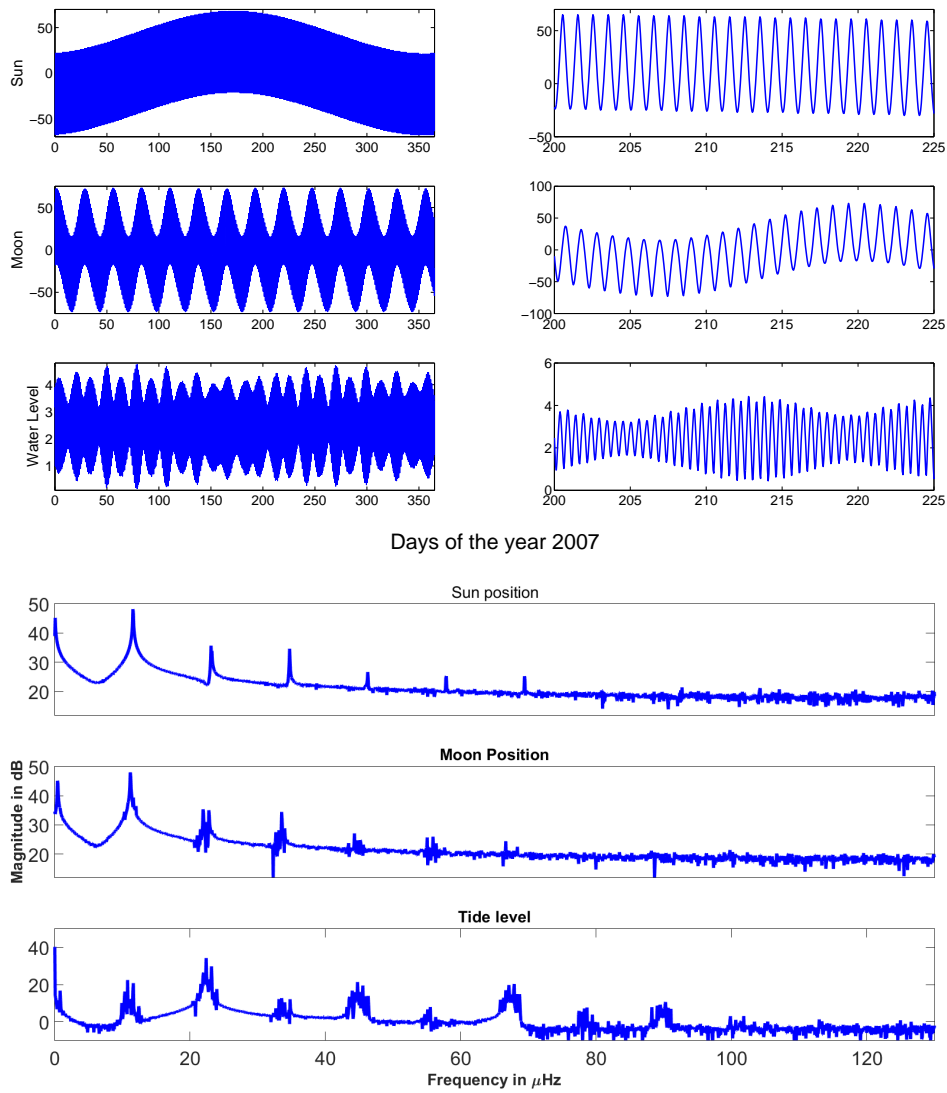 50
0
−50
Sun
0 50 100 150 200 250 300
50
0
−50
200 205 210 215 220 225
50
0
−50
Moon
0 50 100 150 200 250 300 350
100
50
0
−50
−100
200 205 210 215 220 225
4
3
2
1
Water Level
0 50 100 150 200 250 300 350
6
4
2
0
200 205 210 215 220 225
Days of the year 2007
Sun position
50
40
30
20
Moon Position
50
40
30
20
Magnitude in dB
Tide level
40
20
0
0 20 40 60 80 100 120
Frequency in μHz